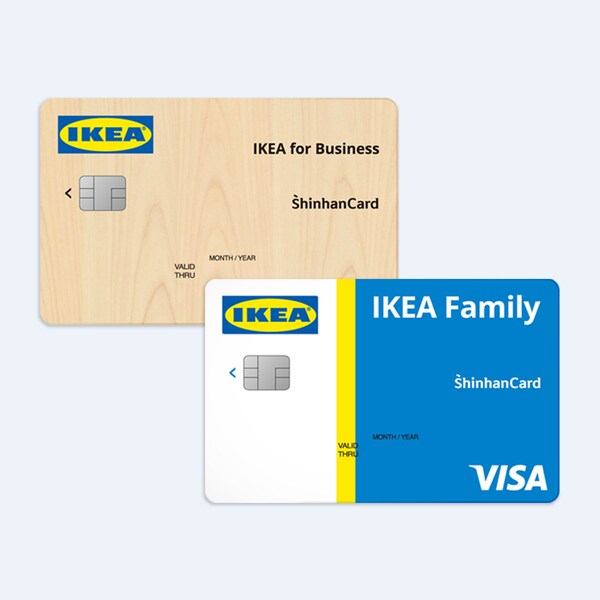 IKEA
IKEA for Business
ShinhanCard
MONTH / YEAR
VALID
THRU
IKEA
IKEA Family
ShinhanCard
MONTH / YEAR
VALID
THRU
VISA